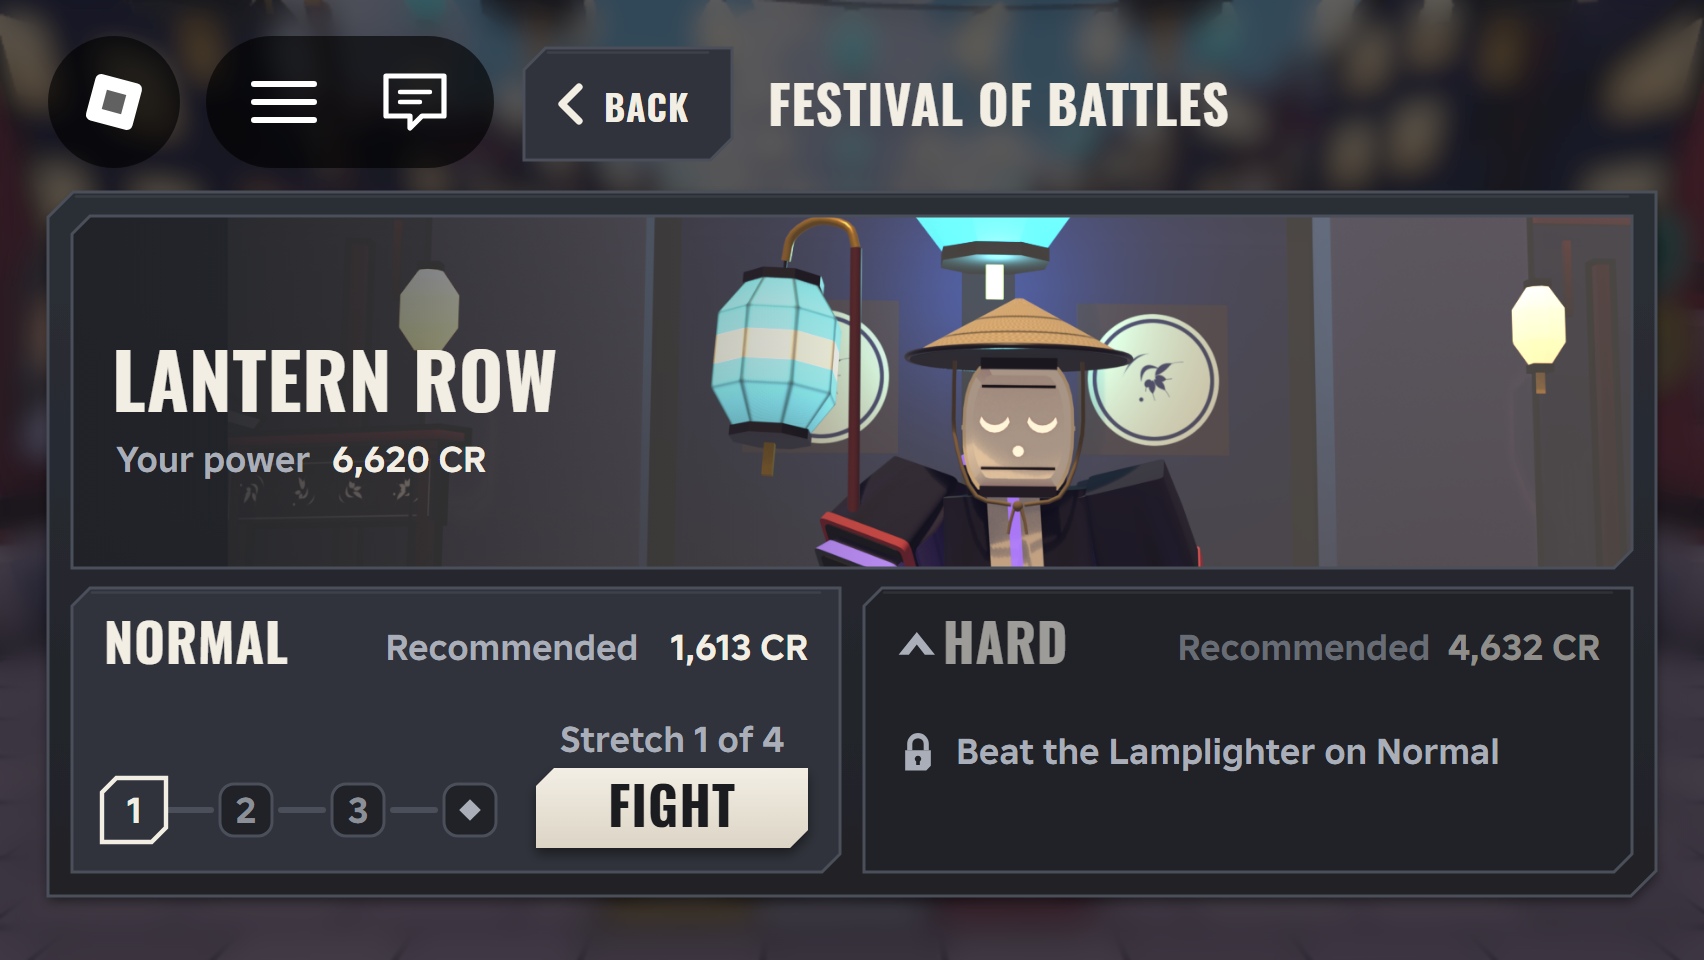 BACK
FESTIVAL OF BATTLES
LANTERN ROW
Your power 6,620 CR
NORMAL
Recommended 1,613 CR
Stretch 1 of 4
1
2
3
FIGHT
HARD
Recommended 4,632 CR
Beat the Lamplighter on Normal